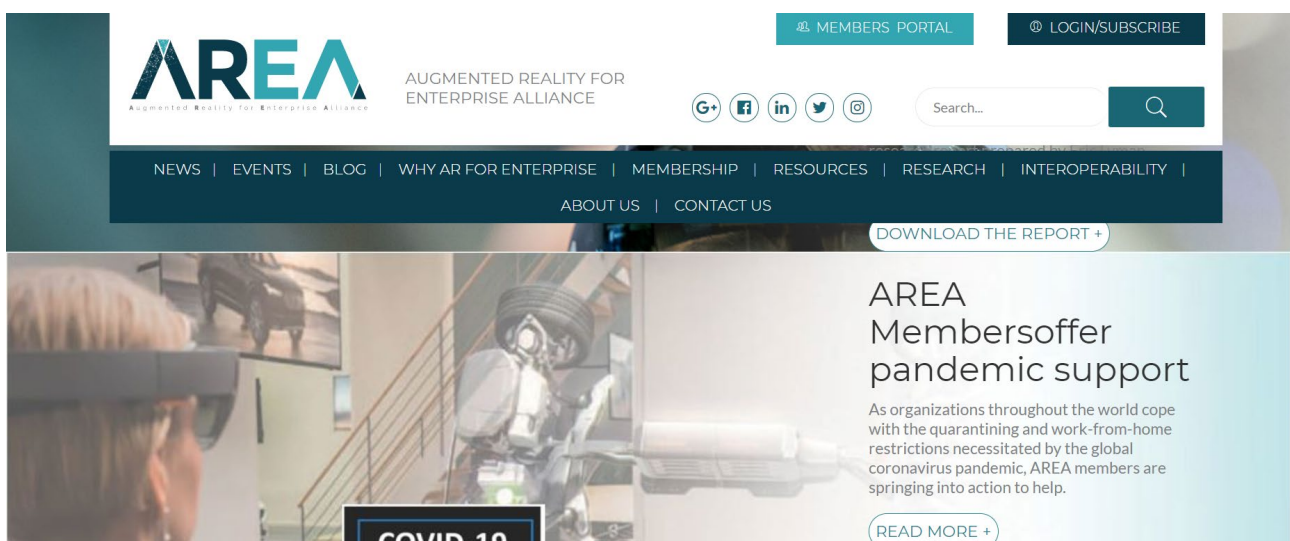 MEMBERS PORTAL
LOGIN/SUBSCRIBE
AREA
Augmented Reality for Enterprise Alliance
AUGMENTED REALITY FOR
ENTERPRISE ALLIANCE
G+
Search...
NEWS | EVENTS | BLOG | WHY AR FOR ENTERPRISE | MEMBERSHIP | RESOURCES | RESEARCH | INTEROPERABILITY |
ABOUT US | CONTACT US
DOWNLOAD THE REPORT +
AREA
Membersoffer
pandemic support
As organizations throughout the world cope
with the quarantining and work-from-home
restrictions necessitated by the global
coronavirus pandemic, AREA members are
springing into action to help.
READ MORE +
COVID-19